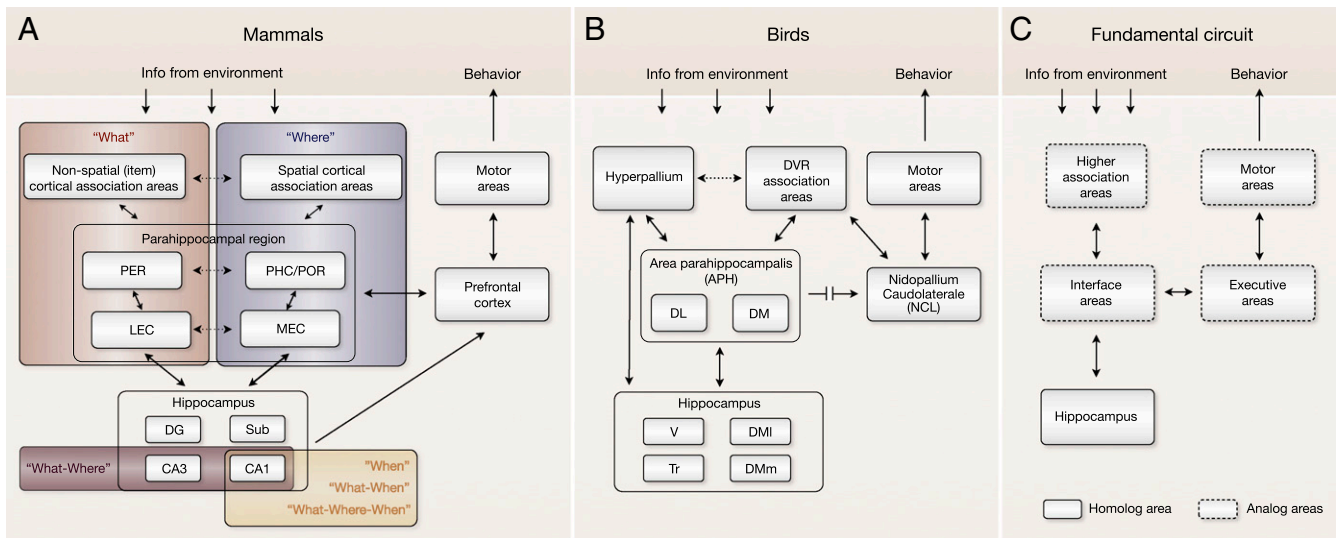 A
Mammals
Info from environment
Behavior
“What”
“Where”
Non-spatial (item)
cortical association areas
Spatial cortical
association areas
Motor
areas
Parahippocampal region
PER
PHC/POR
Prefrontal
cortex
LEC
MEC
Hippocampus
DG
Sub
“What-Where”
CA3
CA1
“When”
“What-When”
“What-Where-When”
B
Birds
Info from environment
Behavior
Hyperpallium
DVR
association
areas
Motor
areas
Area parahippocampalis
(APH)
DL
DM
Nidopallium
Caudolaterale
(NCL)
Hippocampus
V
DMl
Tr
DMm
C
Fundamental circuit
Info from environment
Behavior
Higher
association
areas
Motor
areas
Interface
areas
Executive
areas
Hippocampus
Homolog area
Analog areas